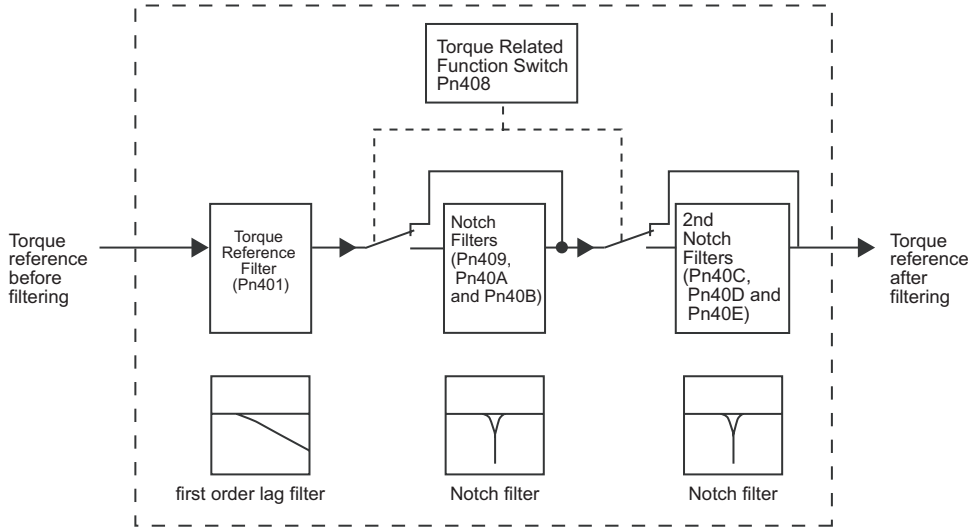 Torque Related
Function Switch
Pn408
Torque
reference
before
filtering
Torque
Reference
Filter
(Pn401)
Notch
Filters
(Pn409,
Pn40A
and Pn40B)
2nd
Notch
Filters
(Pn40C,
Pn40D and
Pn40E)
Torque
reference
after
filtering
first order lag filter
Notch filter
Notch filter